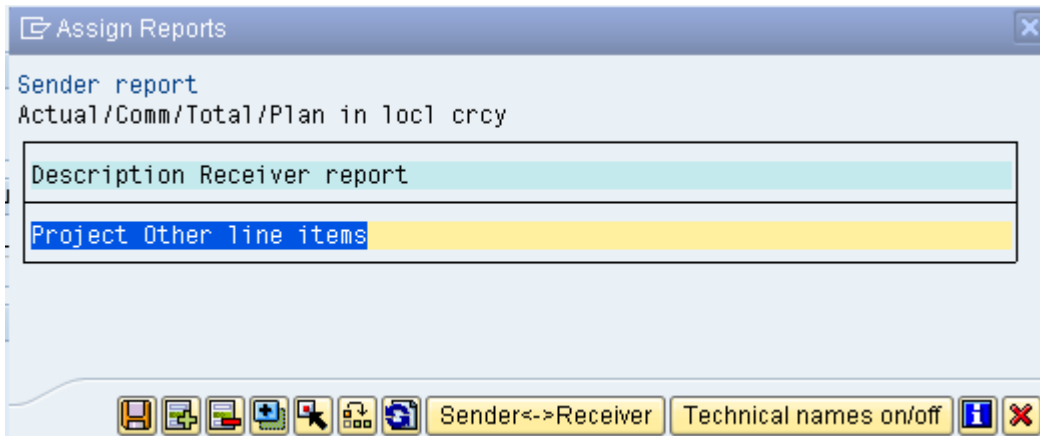 Assign Reports
Sender report
Actual/Comm/Total/Plan in locl crcy
Description Receiver report
Project Other line items
Sender<->Receiver
Technical names on/off